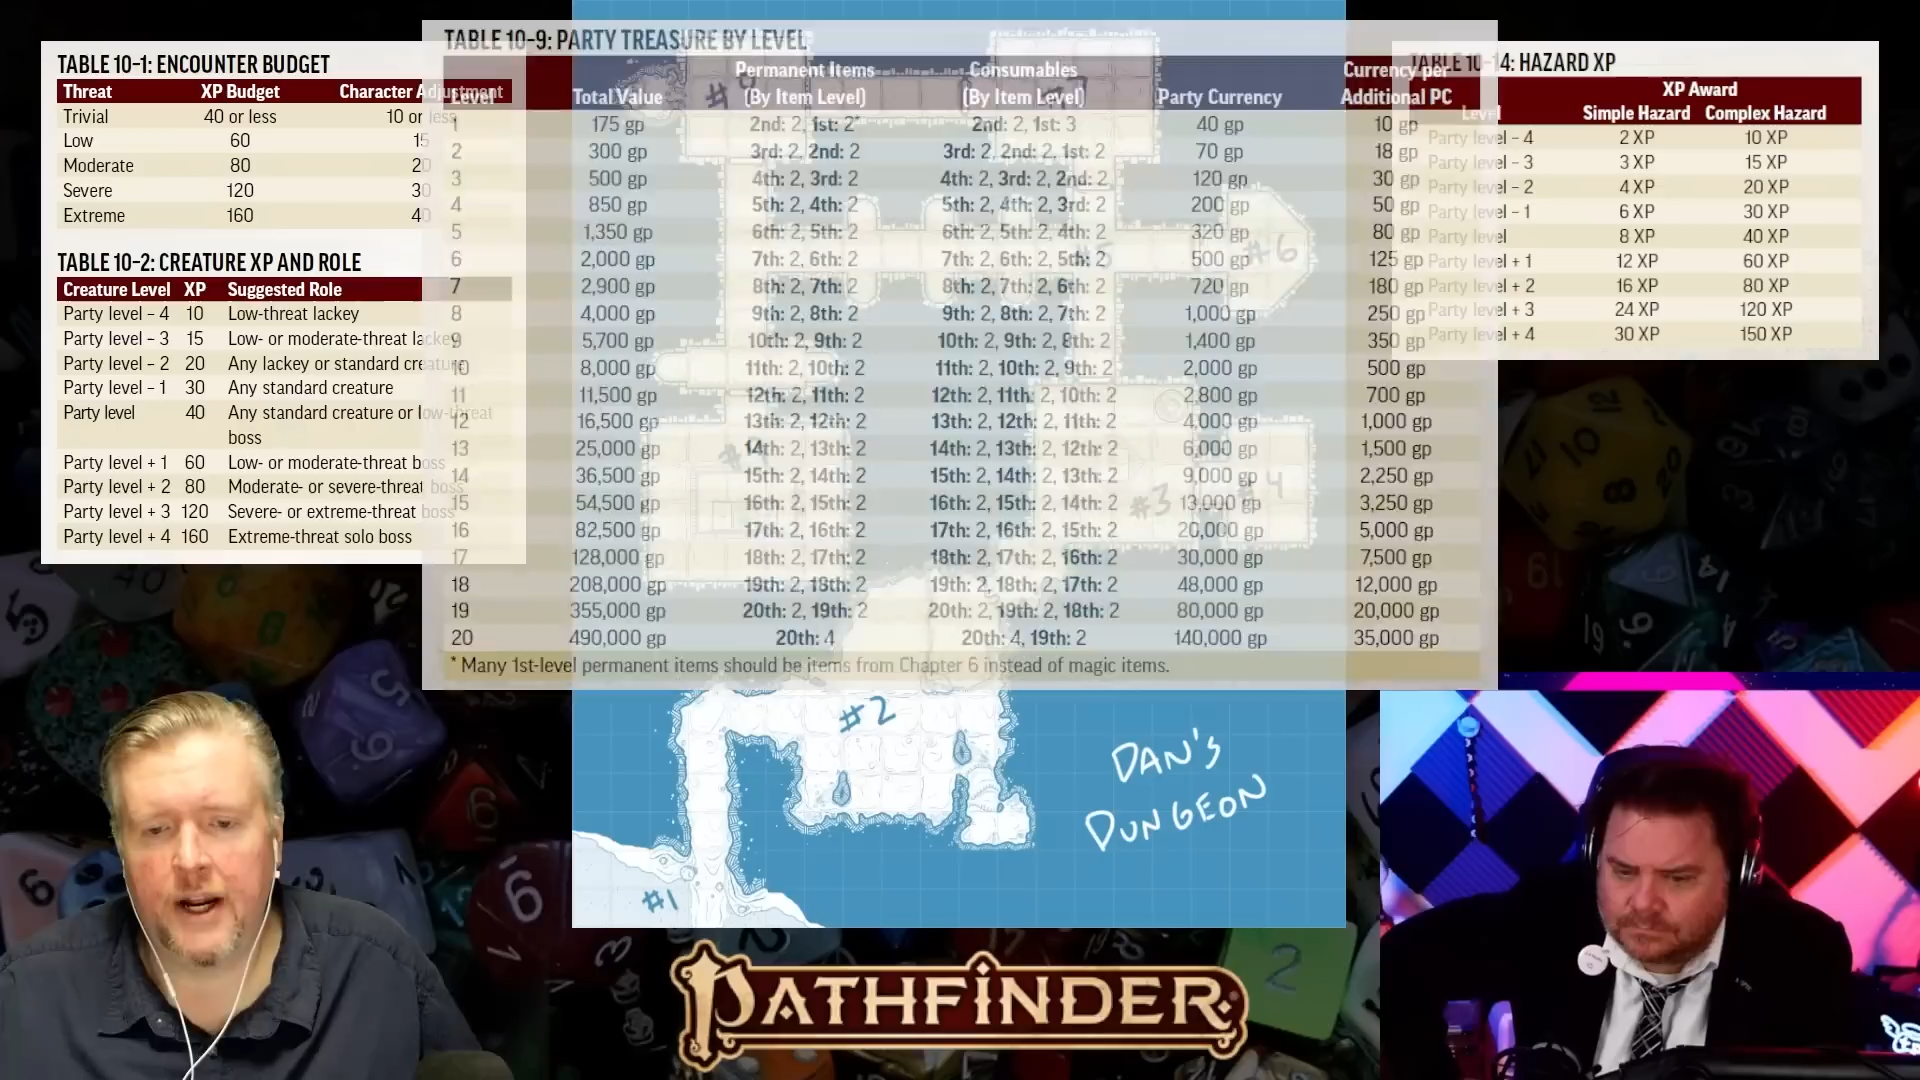 TABLE 10–1: ENCOUNTER BUDGET
Threat XP Budget Character Adjustment
Trivial 40 or less 10 or less
Low 60 15
Moderate 80 20
Severe 120 30
Extreme 160 40
TABLE 10–2: CREATURE XP AND ROLE
Creature Level XP Suggested Role
Party level – 4 10 Low-threat lackey
Party level – 3 15 Low- or moderate-threat lackey
Party level – 2 20 Any lackey or standard creature
Party level – 1 30 Any standard creature
Party level 40 Any standard creature or low-threat
boss
Party level + 1 60 Low- or moderate-threat boss
Party level + 2 80 Moderate- or severe-threat boss
Party level + 3 120 Severe- or extreme-threat boss
Party level + 4 160 Extreme-threat solo boss
TABLE 10–9: PARTY TREASURE BY LEVEL
Permanent Items Consumables Currency per
Level Total Value (By Item Level) (By Item Level) Party Currency Additional PC
1 175 gp 2nd: 2, 1st: 2* 2nd: 2, 1st: 3 40 gp 10 gp
2 300 gp 3rd: 2, 2nd: 2 3rd: 2, 2nd: 2, 1st: 2 70 gp 18 gp
3 500 gp 4th: 2, 3rd: 2 4th: 2, 3rd: 2, 2nd: 2 120 gp 30 gp
4 850 gp 5th: 2, 4th: 2 5th: 2, 4th: 2, 3rd: 2 200 gp 50 gp
5 1,350 gp 6th: 2, 5th: 2 6th: 2, 5th: 2, 4th: 2 320 gp 80 gp
6 2,000 gp 7th: 2, 6th: 2 7th: 2, 6th: 2, 5th: 2 500 gp 125 gp
7 2,900 gp 8th: 2, 7th: 2 8th: 2, 7th: 2, 6th: 2 720 gp 180 gp
8 4,000 gp 9th: 2, 8th: 2 9th: 2, 8th: 2, 7th: 2 1,000 gp 250 gp
9 5,700 gp 10th: 2, 9th: 2 10th: 2, 9th: 2, 8th: 2 1,400 gp 350 gp
10 8,000 gp 11th: 2, 10th: 2 11th: 2, 10th: 2, 9th: 2 2,000 gp 500 gp
11 11,500 gp 12th: 2, 11th: 2 12th: 2, 11th: 2, 10th: 2 2,800 gp 700 gp
12 16,500 gp 13th: 2, 12th: 2 13th: 2, 12th: 2, 11th: 2 4,000 gp 1,000 gp
13 25,000 gp 14th: 2, 13th: 2 14th: 2, 13th: 2, 12th: 2 6,000 gp 1,500 gp
14 36,500 gp 15th: 2, 14th: 2 15th: 2, 14th: 2, 13th: 2 9,000 gp 2,250 gp
15 54,500 gp 16th: 2, 15th: 2 16th: 2, 15th: 2, 14th: 2 13,000 gp 3,250 gp
16 82,500 gp 17th: 2, 16th: 2 17th: 2, 16th: 2, 15th: 2 20,000 gp 5,000 gp
17 128,000 gp 18th: 2, 17th: 2 18th: 2, 17th: 2, 16th: 2 30,000 gp 7,500 gp
18 208,000 gp 19th: 2, 18th: 2 19th: 2, 18th: 2, 17th: 2 48,000 gp 12,000 gp
19 355,000 gp 20th: 2, 19th: 2 20th: 2, 19th: 2, 18th: 2 80,000 gp 20,000 gp
20 490,000 gp 20th: 4 20th: 4, 19th: 2 140,000 gp 35,000 gp
* Many 1st-level permanent items should be items from Chapter 6 instead of magic items.
TABLE 10–14: HAZARD XP
XP Award
Level Simple Hazard Complex Hazard
Party level – 4 2 XP 10 XP
Party level – 3 3 XP 15 XP
Party level – 2 4 XP 20 XP
Party level – 1 6 XP 30 XP
Party level 8 XP 40 XP
Party level + 1 12 XP 60 XP
Party level + 2 16 XP 80 XP
Party level + 3 24 XP 120 XP
Party level + 4 30 XP 150 XP
#6
#3
#4
#2
#1
DAN'S
DUNGEON
PATHFINDER